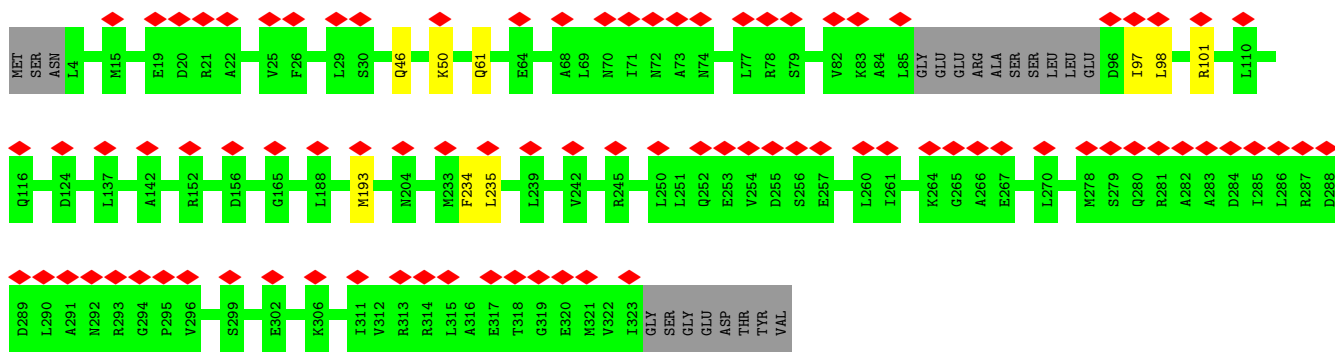 MET SER ASN L4 M15 E19 D20 R21 A22 V25 F26 L29 S30 Q46 K50 Q61 E64 A68 L69 N70 I71 N72 A73 N74 L77 R78 S79 V82 K83 A84 L85 GLY GLU GLU ARG ALA SER SER LEU LEU GLU D96 I97 L98 R101 L110
Q116 D124 L137 A142 R152 D156 G165 L188 M193 N204 M233 F234 L235 L239 V242 R245 L250 L251 Q252 E253 V254 D255 S256 E257 L260 I261 K264 G265 A266 E267 L270 M278 S279 Q280 R281 A282 A283 D284 I285 L286 R287 D288
D289 L290 A291 N292 R293 G294 P295 V296 S299 E302 K306 I311 V312 R313 R314 L315 A316 E317 T318 G319 E320 M321 V322 I323 GLY SER GLY GLU ASP THR TYR VAL